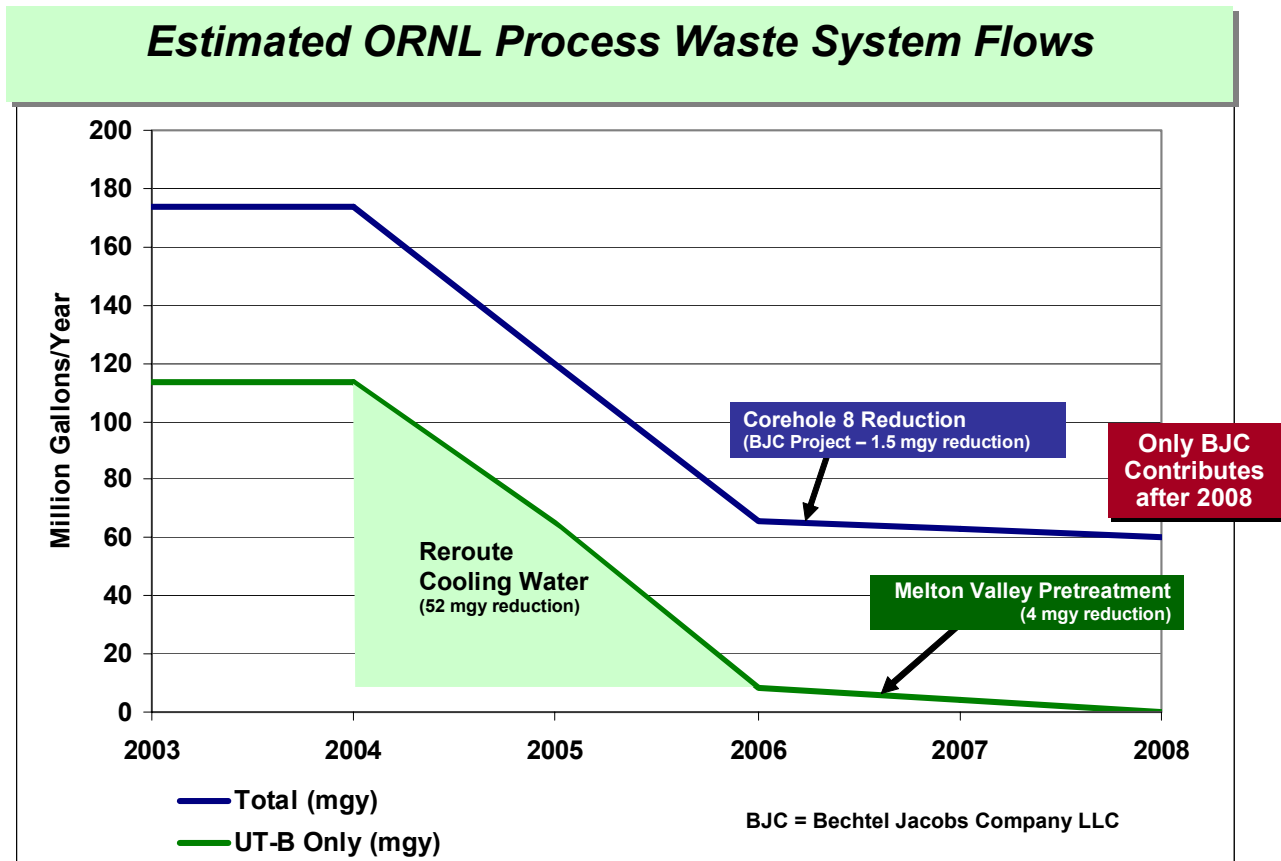 Estimated ORNL Process Waste System Flows
200
180
160
140
120
100
80
60
40
20
0
Million Gallons/Year
Corehole 8 Reduction
(BJC Project – 1.5 mgy reduction)
Only BJC
Contributes
after 2008
Reroute
Cooling Water
(52 mgy reduction)
Melton Valley Pretreatment
(4 mgy reduction)
2003 2004 2005 2006 2007 2008
Total (mgy)
UT-B Only (mgy)
BJC = Bechtel Jacobs Company LLC